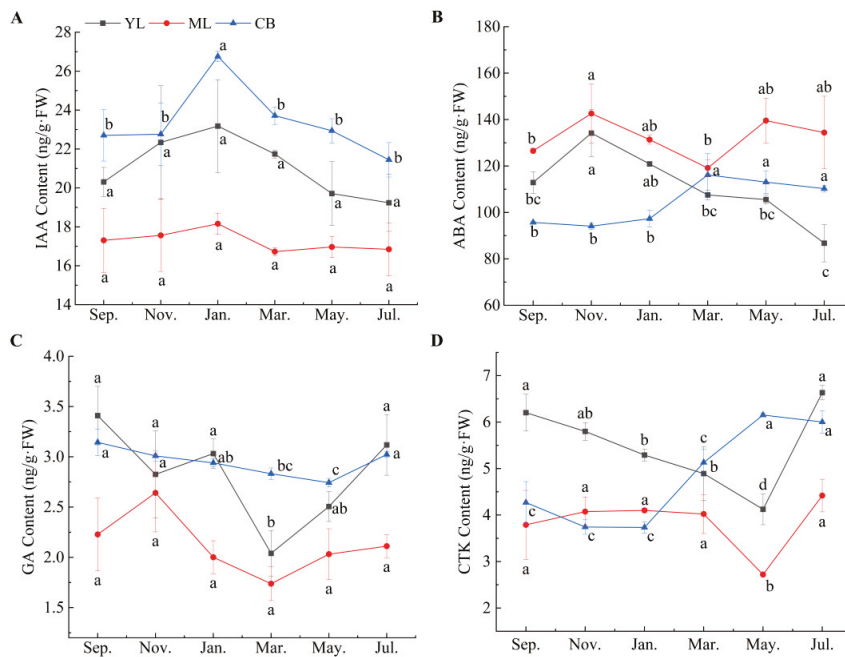 A
YL ML CB
IAA Content (ng/g·FW)
28
26
24
22
20
18
16
14
a
b b b b b
a a a a a a
a a a a a a
Sep. Nov. Jan. Mar. May. Jul.
B
ABA Content (ng/g·FW)
180
160
140
120
100
80
60
a ab ab
b ab b
a ab a a a
bc bc bc
b b b c
Sep. Nov. Jan. Mar. May. Jul.
C
GA Content (ng/g·FW)
4.0
3.5
3.0
2.5
2.0
1.5
a a a
a a ab bc c a
b ab
a a a a a a
Sep. Nov. Jan. Mar. May. Jul.
D
CTK Content (ng/g·FW)
7
6
5
4
3
2
a ab b c a
a a
c a a b d
c c a a
a b
Sep. Nov. Jan. Mar. May. Jul.